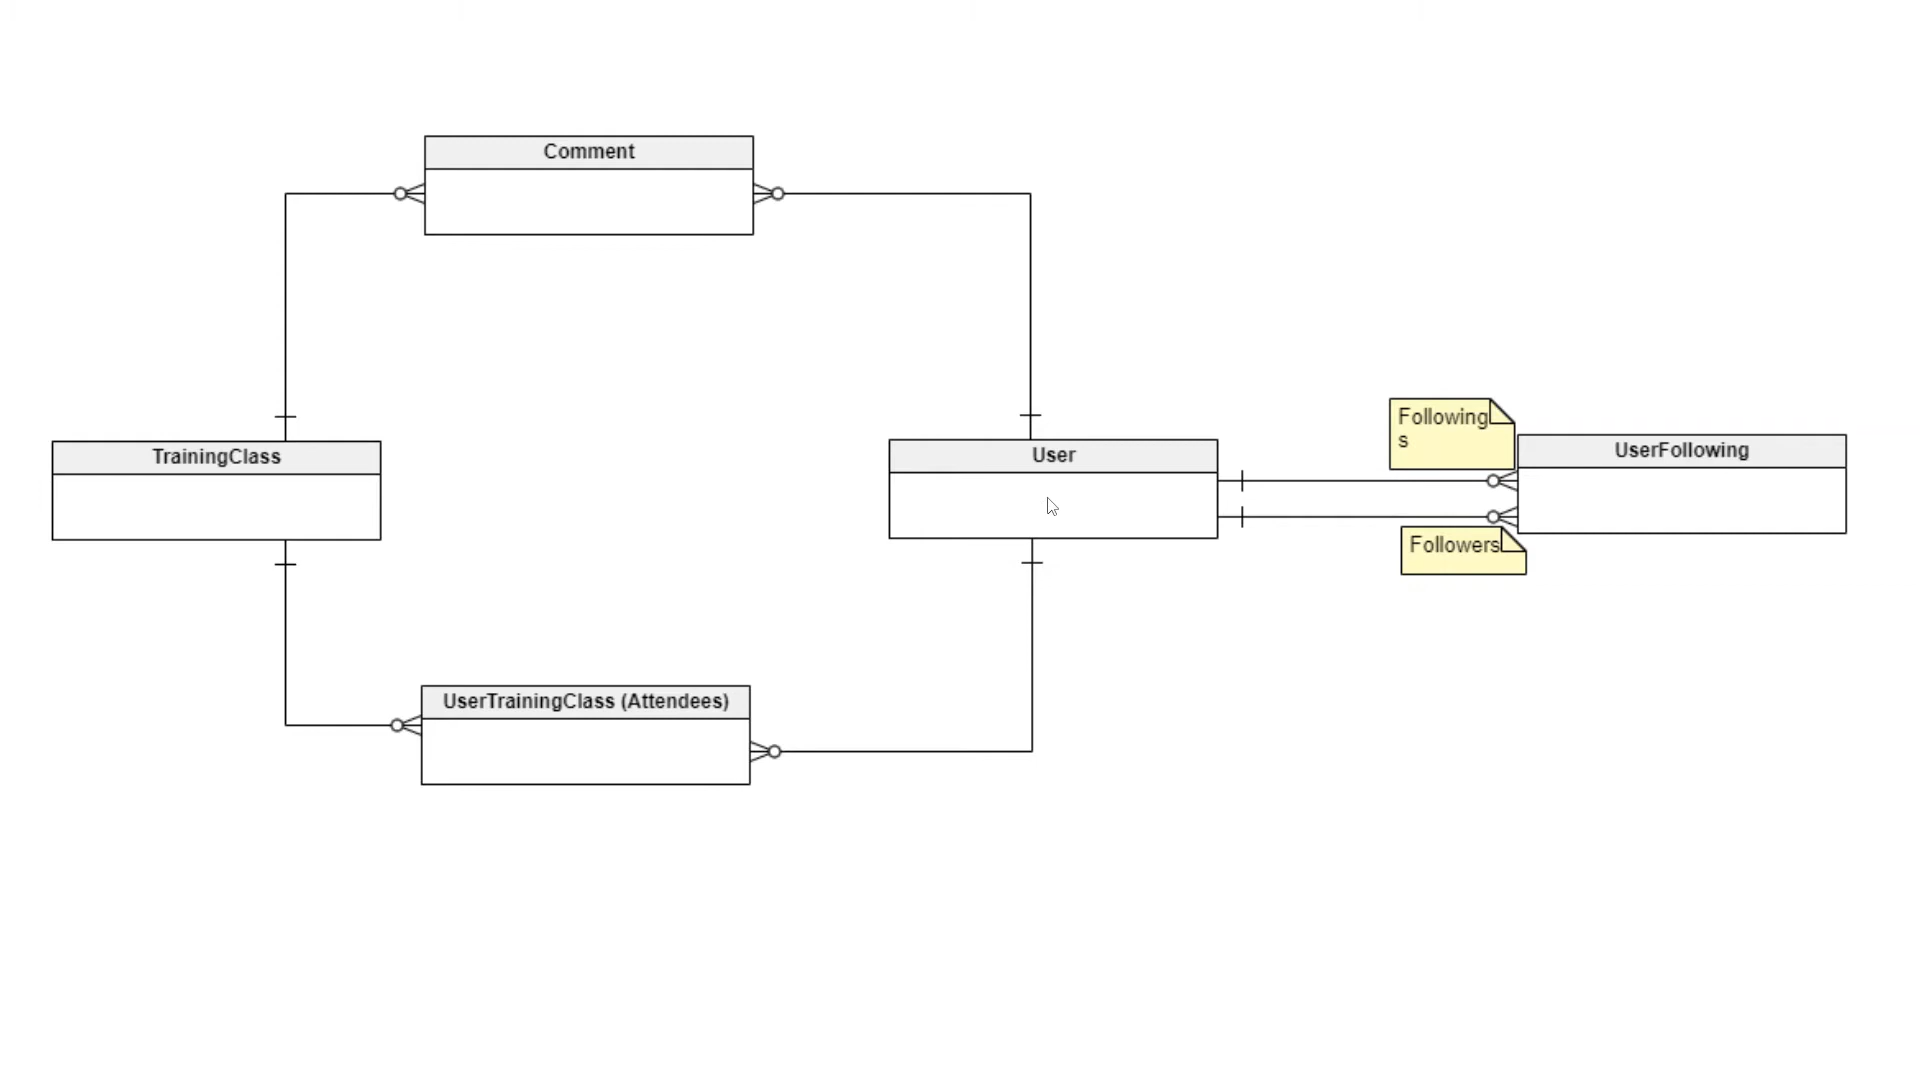 Comment
TrainingClass
User
Following
s
UserFollowing
Followers
UserTrainingClass (Attendees)